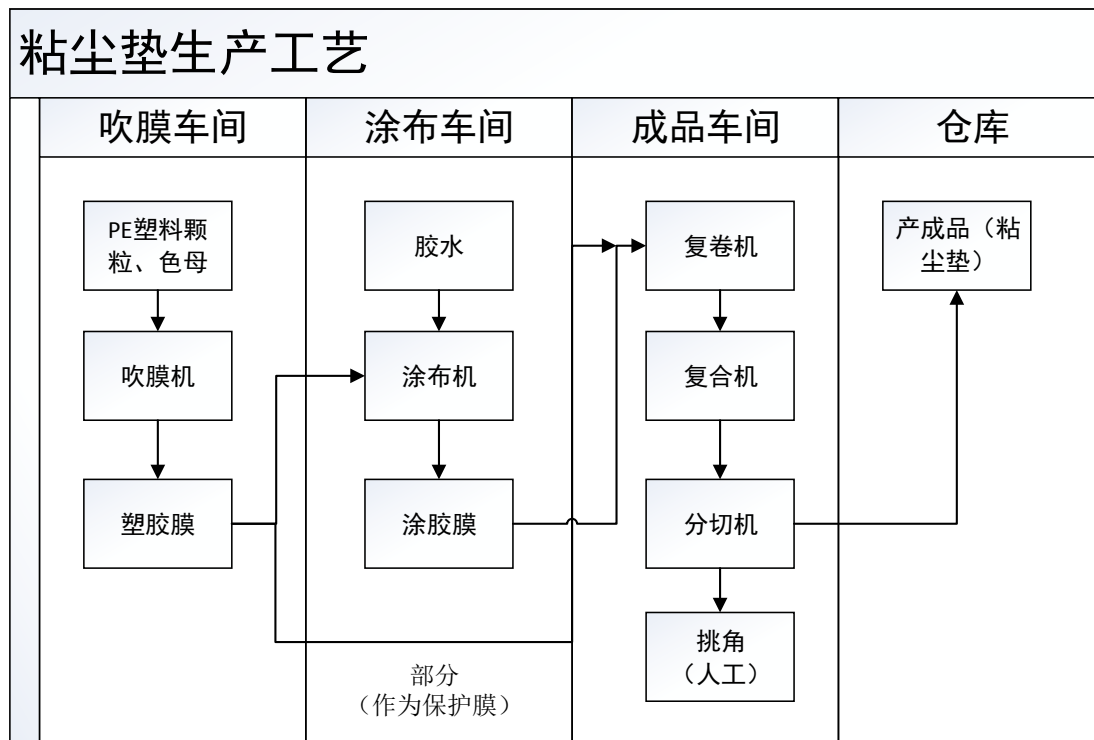 粘尘垫生产工艺
吹膜车间
涂布车间
成品车间
仓库
PE塑料颗
粒、色母
吹膜机
塑胶膜
胶水
涂布机
涂胶膜
部分
（作为保护膜）
复卷机
复合机
分切机
挑角
（人工）
产成品（粘
尘垫）